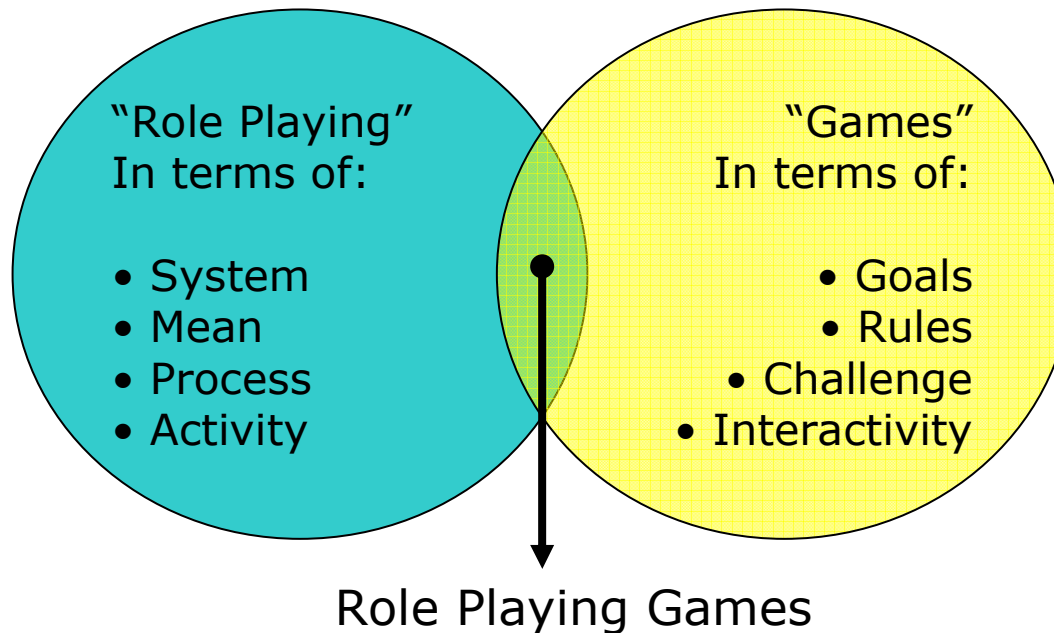 “Role Playing”
In terms of:
• System
• Mean
• Process
• Activity
“Games”
In terms of:
• Goals
• Rules
• Challenge
• Interactivity
Role Playing Games